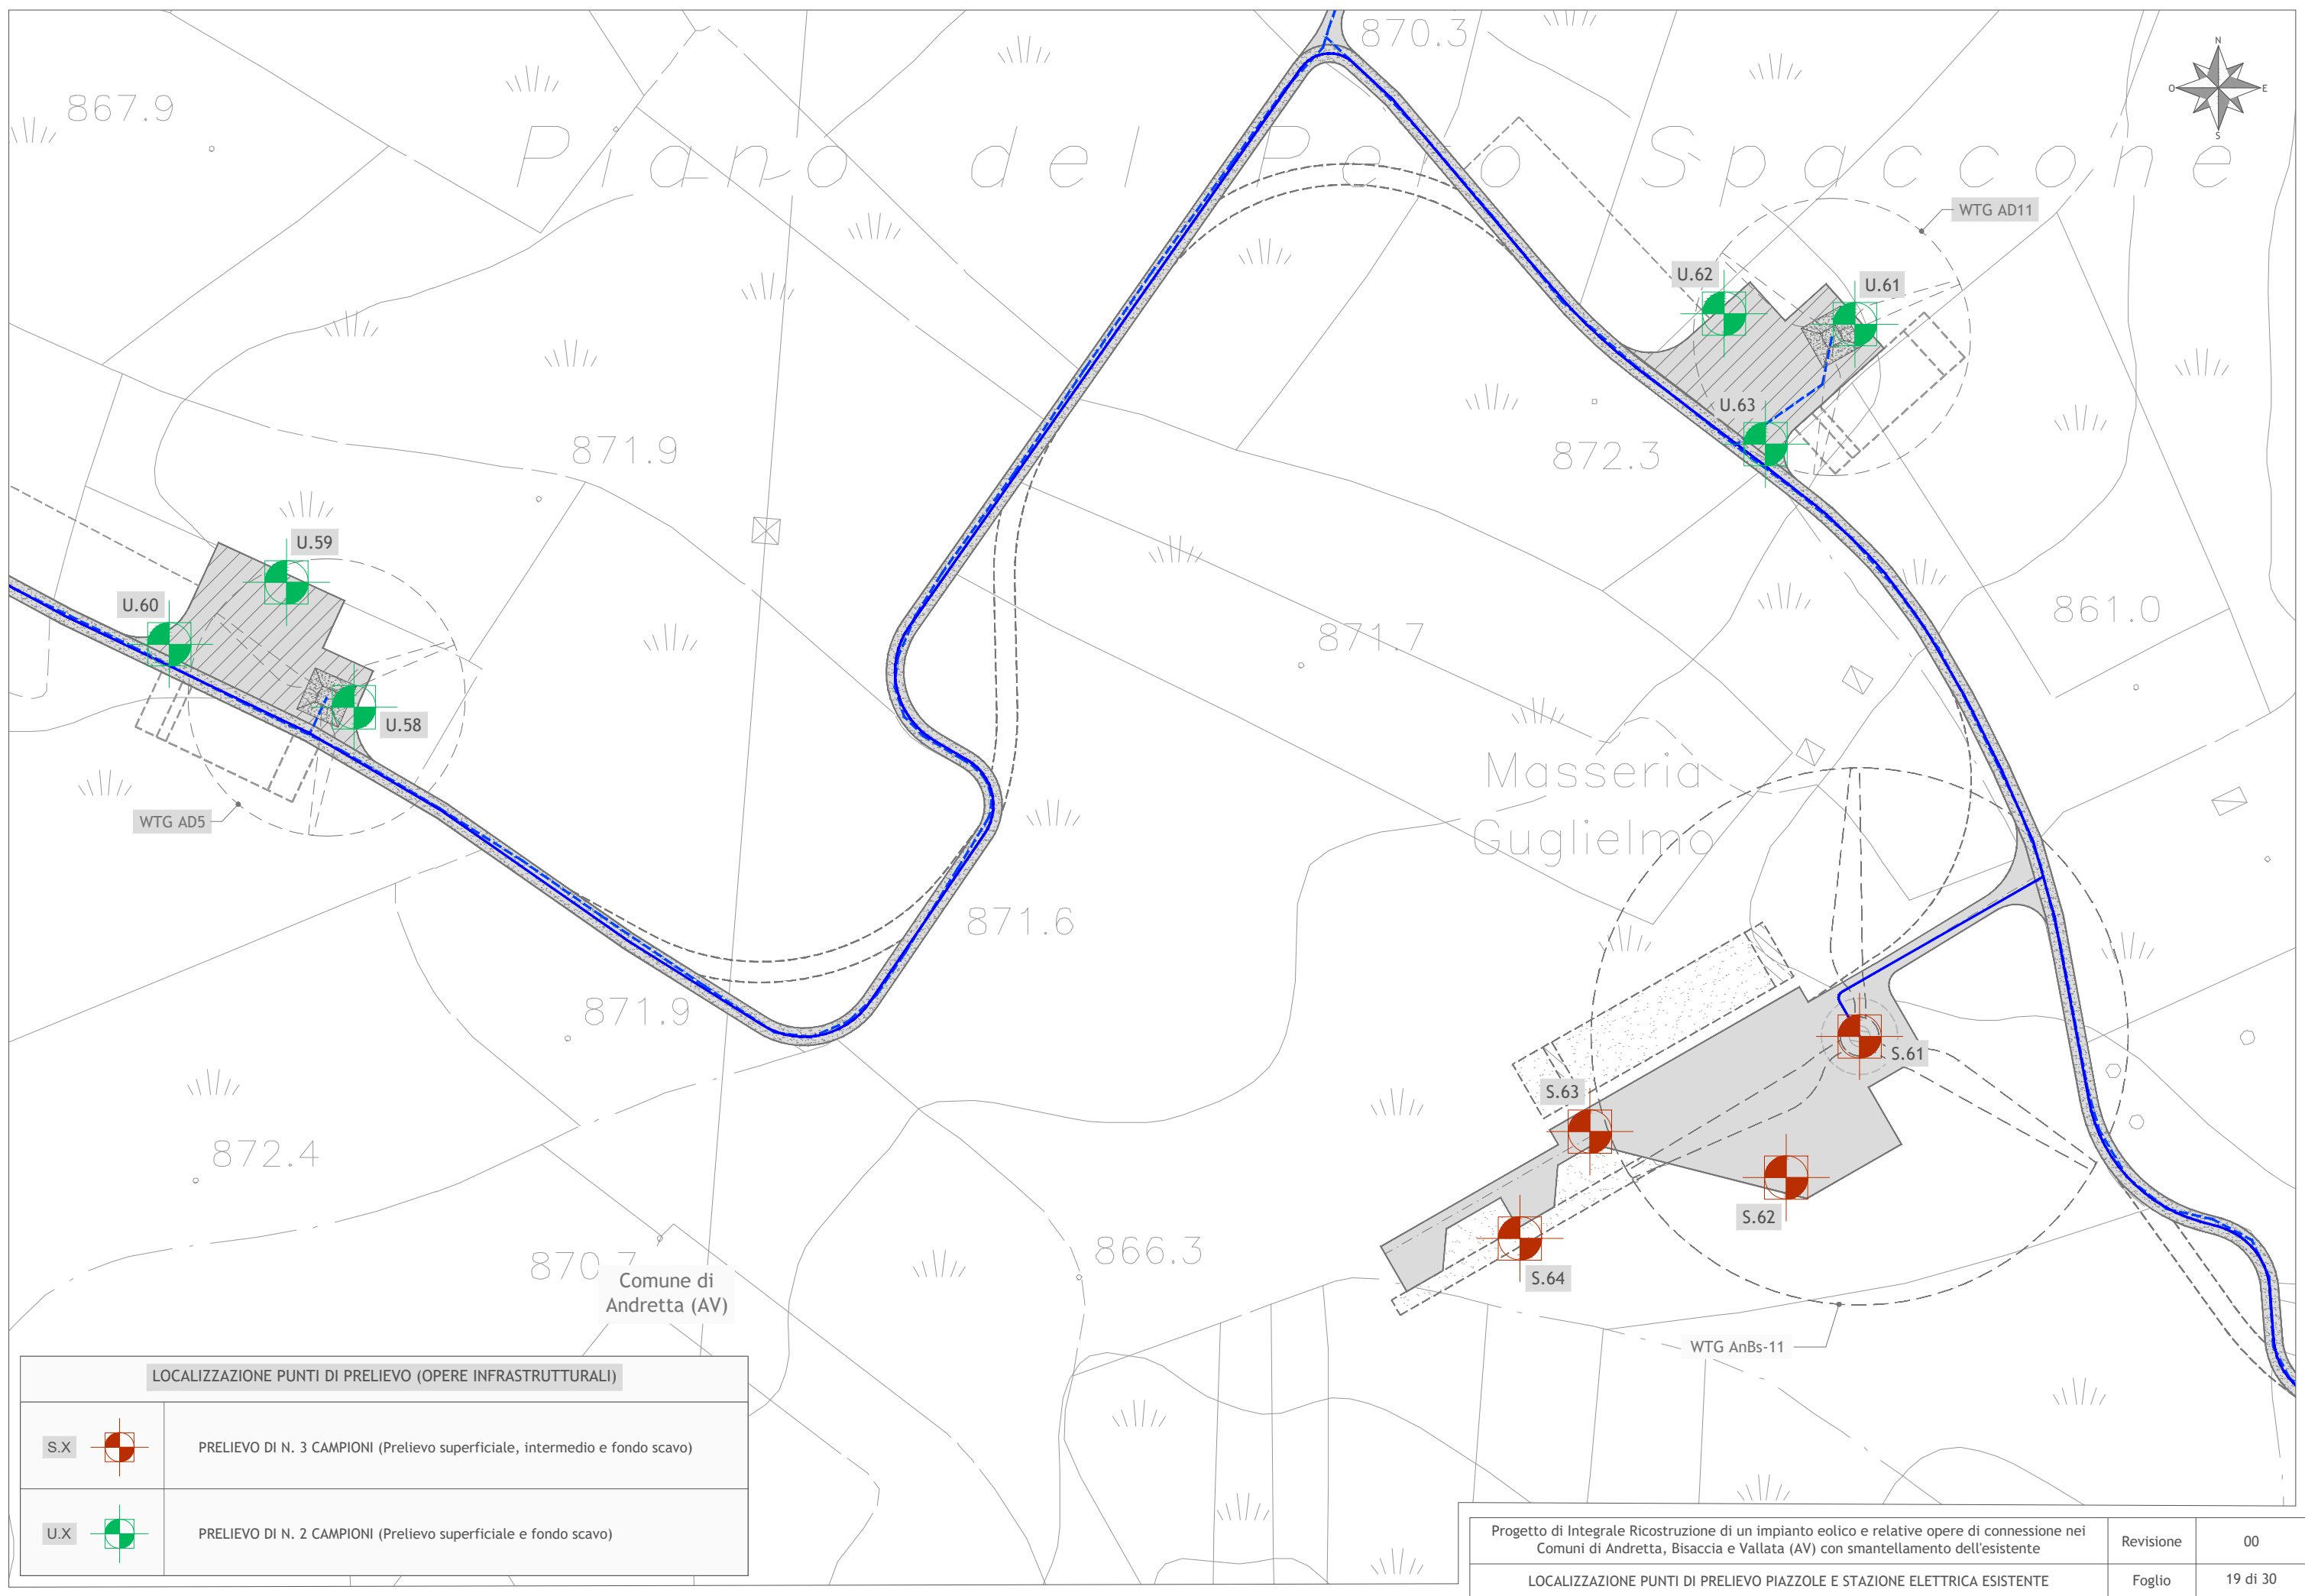 870.3
N
O
E
S
867.9
Piano del Pero Spaccone
WTG AD11
U.62
U.61
U.63
871.9
872.3
U.59
U.60
U.58
WTG AD5
861.0
871.7
Masseria
Guglielmo
871.6
871.9
S.61
S.63
S.62
S.64
872.4
870.7
866.3
Comune di
Andretta (AV)
WTG AnBs-11
LOCALIZZAZIONE PUNTI DI PRELIEVO (OPERE INFRASTRUTTURALI)
S.X
PRELIEVO DI N. 3 CAMPIONI (Prelievo superficiale, intermedio e fondo scavo)
U.X
PRELIEVO DI N. 2 CAMPIONI (Prelievo superficiale e fondo scavo)
Progetto di Integrale Ricostruzione di un impianto eolico e relative opere di connessione nei
Comuni di Andretta, Bisaccia e Vallata (AV) con smantellamento dell'esistente
Revisione
00
LOCALIZZAZIONE PUNTI DI PRELIEVO PIAZZOLE E STAZIONE ELETTRICA ESISTENTE
Foglio
19 di 30